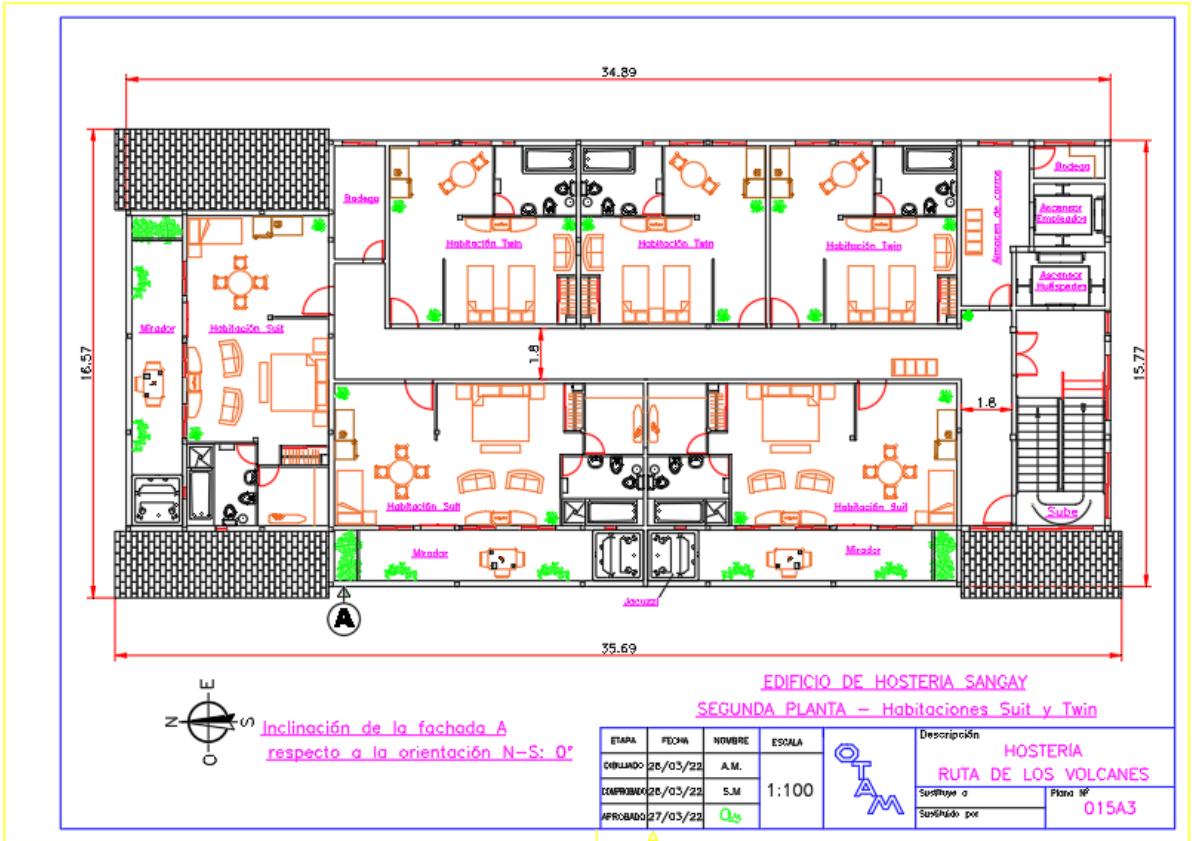 34.89
Bodega
Habitación Twin
Habitación Twin
Habitación Twin
Almacen de carros
Bodega
Ascensor
Empleados
Ascensor
Huéspedes
Mirador
Habitación Suit
16.57
1.8
15.77
1.8
Habitación Suit
Habitación Suit
Sube
Mirador
Mirador
Jacuzzi
A
35.69
E
N
S
O
Inclinación de la fachada A
respecto a la orientación N-S: 0°
EDIFICIO DE HOSTERIA SANGAY
SEGUNDA PLANTA - Habitaciones Suit y Twin
ETAPA FECHA NOMBRE ESCALA
DIBUJADO 26/03/22 A.M.
COMPROBADO 26/03/22 S.M
APROBADO 27/03/22
1:100
OTAM
Descripción
HOSTERÍA
RUTA DE LOS VOLCANES
Sustituye a
Sustituido por
Plano Nº
015A3